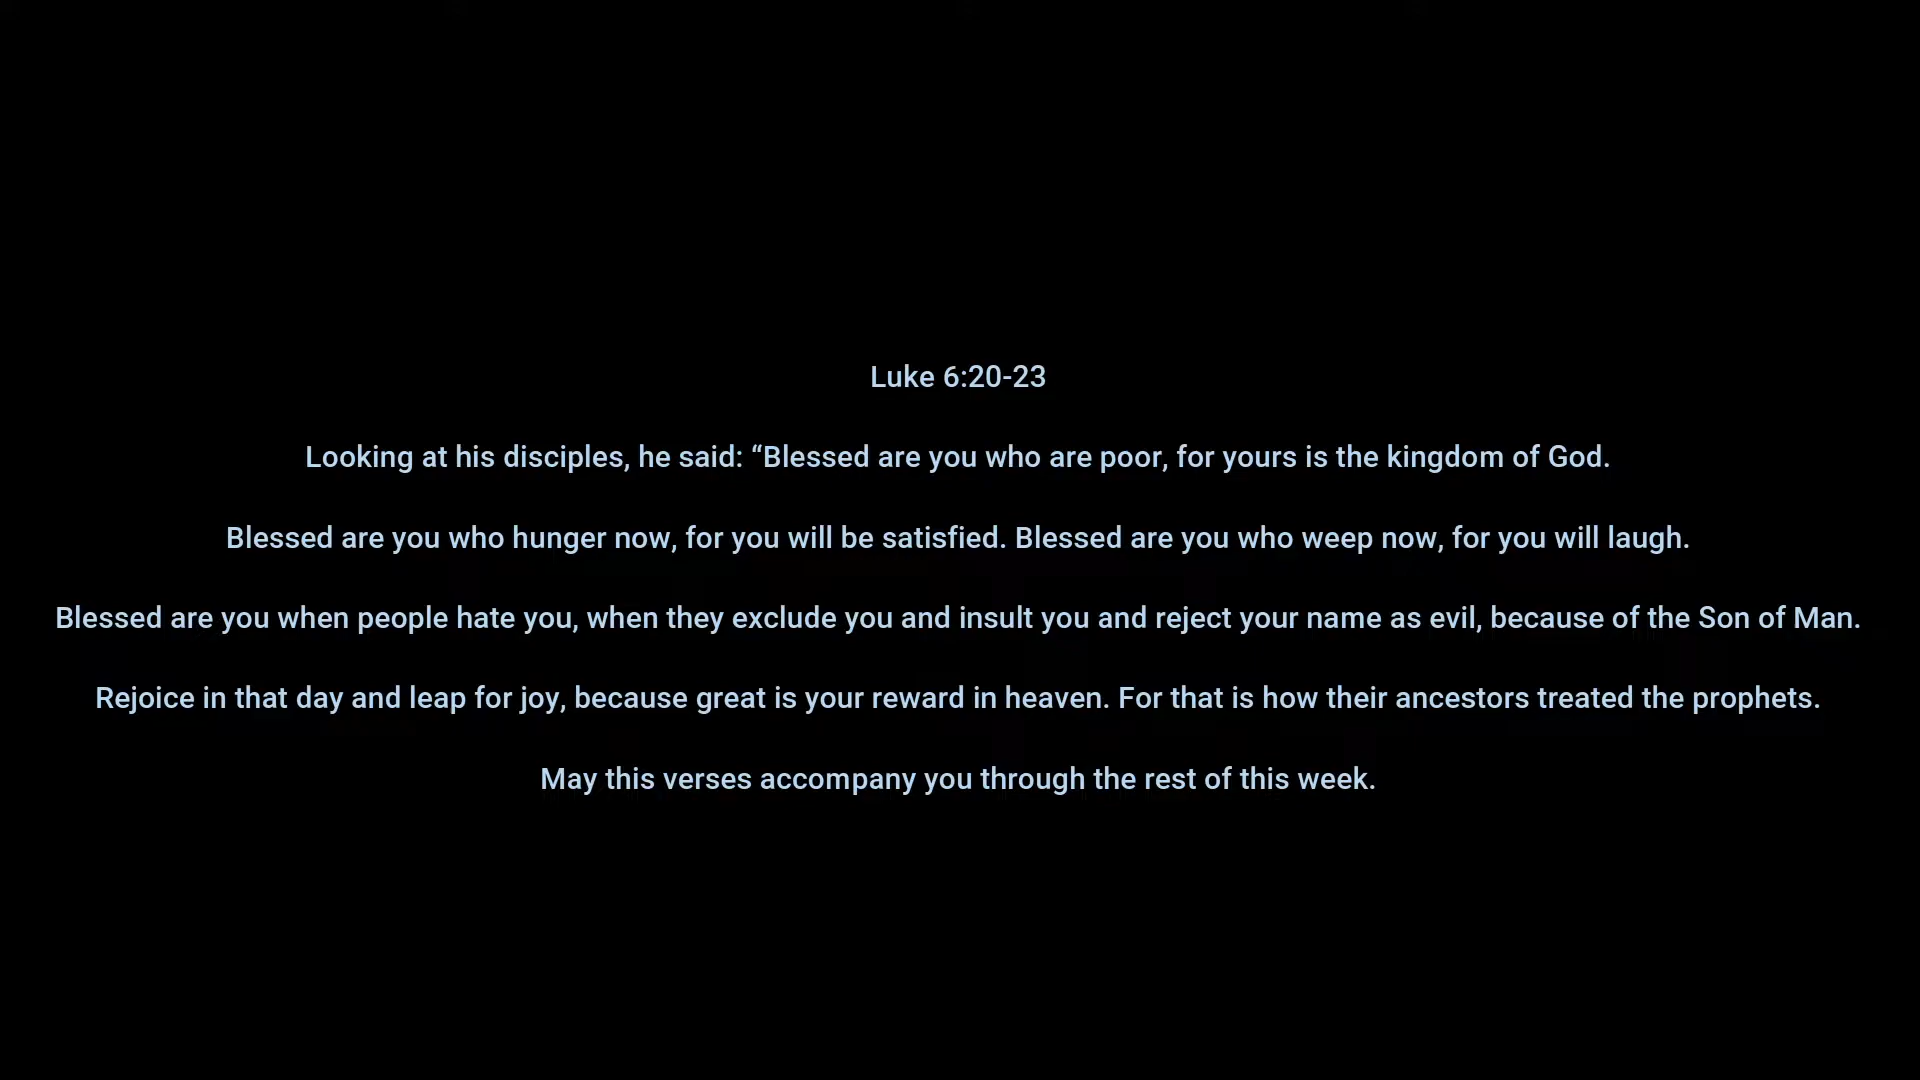 Luke 6:20-23
Looking at his disciples, he said: “Blessed are you who are poor, for yours is the kingdom of God.
Blessed are you who hunger now, for you will be satisfied. Blessed are you who weep now, for you will laugh.
Blessed are you when people hate you, when they exclude you and insult you and reject your name as evil, because of the Son of Man.
Rejoice in that day and leap for joy, because great is your reward in heaven. For that is how their ancestors treated the prophets.
May this verses accompany you through the rest of this week.